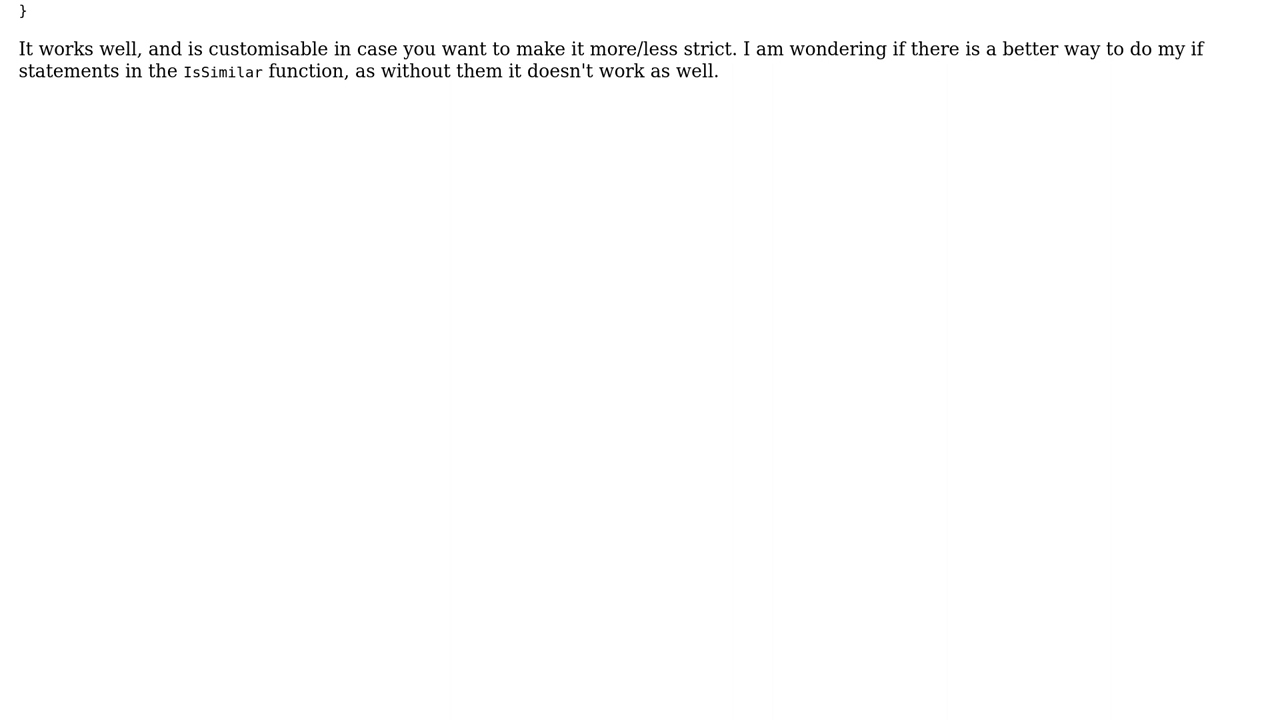 }
It works well, and is customisable in case you want to make it more/less strict. I am wondering if there is a better way to do my if
statements in the IsSimilar function, as without them it doesn't work as well.